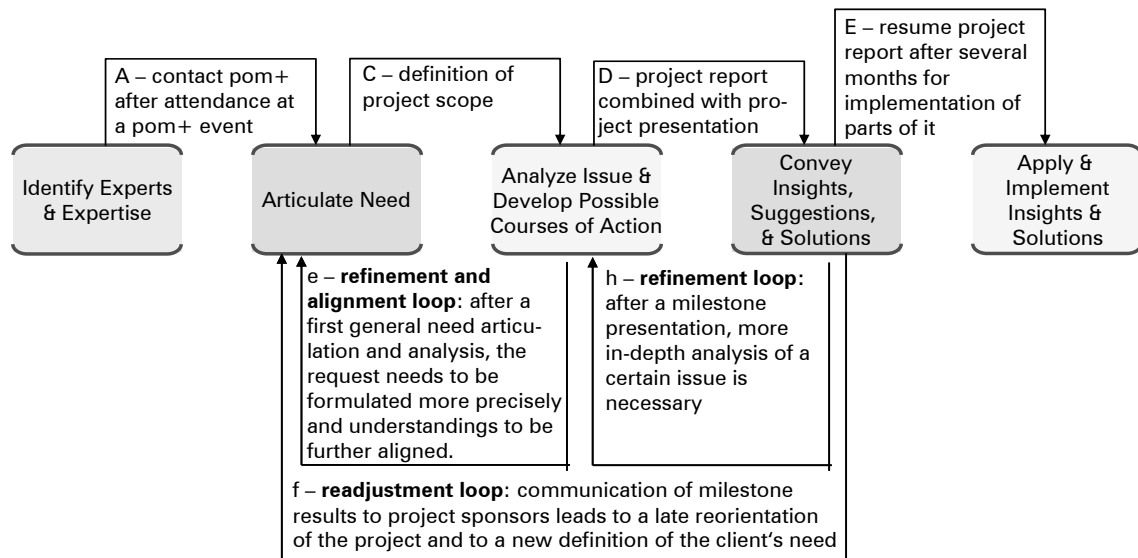 A – contact pom+
after attendance at
a pom+ event
C – definition of
project scope
D – project report
combined with pro-
ject presentation
E – resume project
report after several
months for
implementation of
parts of it
Identify Experts
& Expertise
Articulate Need
Analyze Issue &
Develop Possible
Courses of Action
Convey
Insights,
Suggestions,
& Solutions
Apply &
Implement
Insights &
Solutions
e – refinement and
alignment loop: after a
first general need articu-
lation and analysis, the
request needs to be
formulated more precisely
and understandings to be
further aligned.
h – refinement loop:
after a milestone
presentation, more
in-depth analysis of a
certain issue is
necessary
f – readjustment loop: communication of milestone
results to project sponsors leads to a late reorientation
of the project and to a new definition of the client‘s need